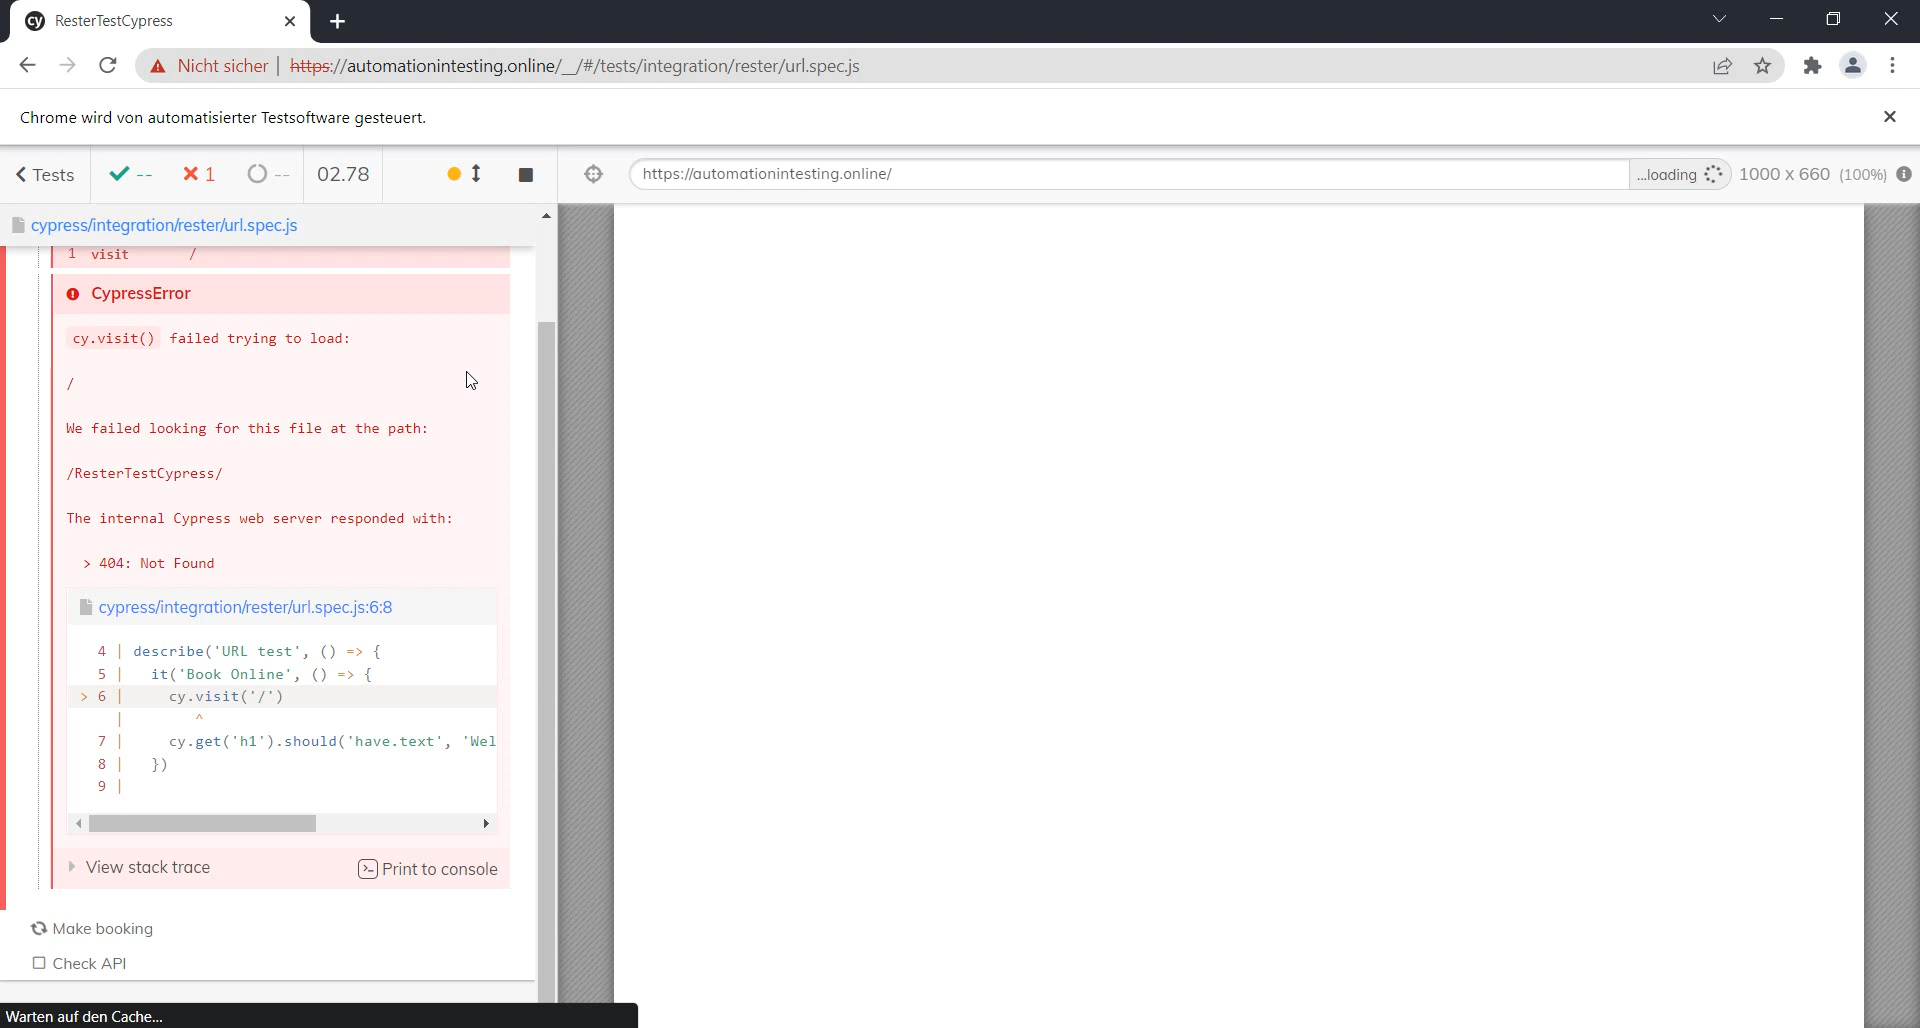 ResterTestCypress
Nicht sicher | https://automationintesting.online/__/#/tests/integration/rester/url.spec.js
Chrome wird von automatisierter Testsoftware gesteuert.
Tests -- 1 -- 02.78
https://automationintesting.online/ ...loading 1000 x 660 (100%)
cypress/integration/rester/url.spec.js
1 visit /
CypressError
cy.visit() failed trying to load:
/
We failed looking for this file at the path:
/ResterTestCypress/
The internal Cypress web server responded with:
> 404: Not Found
cypress/integration/rester/url.spec.js:6:8
4 | describe('URL test', () => {
5 | it('Book Online', () => {
> 6 | cy.visit('/')
| ^
7 | cy.get('h1').should('have.text', 'Wel
8 | })
9 |
View stack trace Print to console
Make booking
Check API
Warten auf den Cache...